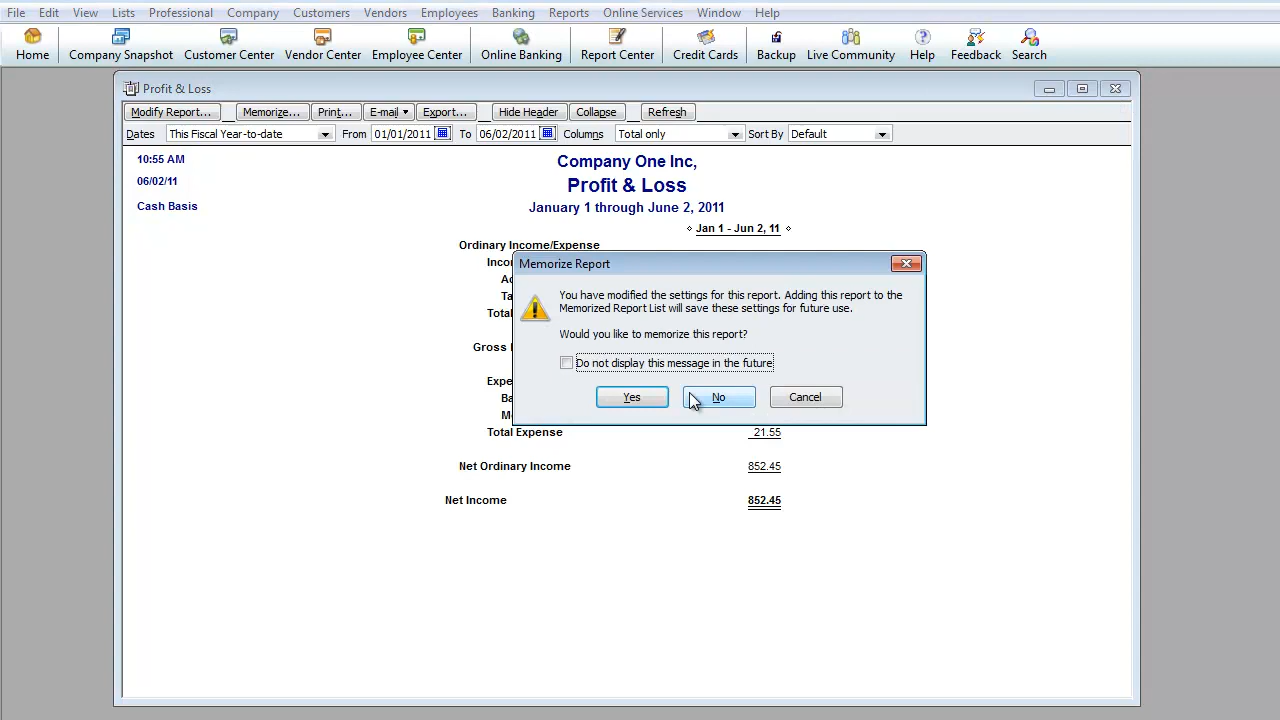 File Edit View Lists Professional Company Customers Vendors Employees Banking Reports Online Services Window Help
Home Company Snapshot Customer Center Vendor Center Employee Center Online Banking Report Center Credit Cards Backup Live Community Help Feedback Search
Profit & Loss
Modify Report... Memorize... Print... E-mail Export... Hide Header Collapse Refresh
Dates This Fiscal Year-to-date From 01/01/2011 To 06/02/2011 Columns Total only Sort By Default
10:55 AM
06/02/11
Cash Basis
Company One Inc,
Profit & Loss
January 1 through June 2, 2011
Jan 1 - Jun 2, 11
Ordinary Income/Expense
Memorize Report
You have modified the settings for this report. Adding this report to the
Memorized Report List will save these settings for future use.
Would you like to memorize this report?
Do not display this message in the future
Yes No Cancel
Total Expense 21.55
Net Ordinary Income 852.45
Net Income 852.45